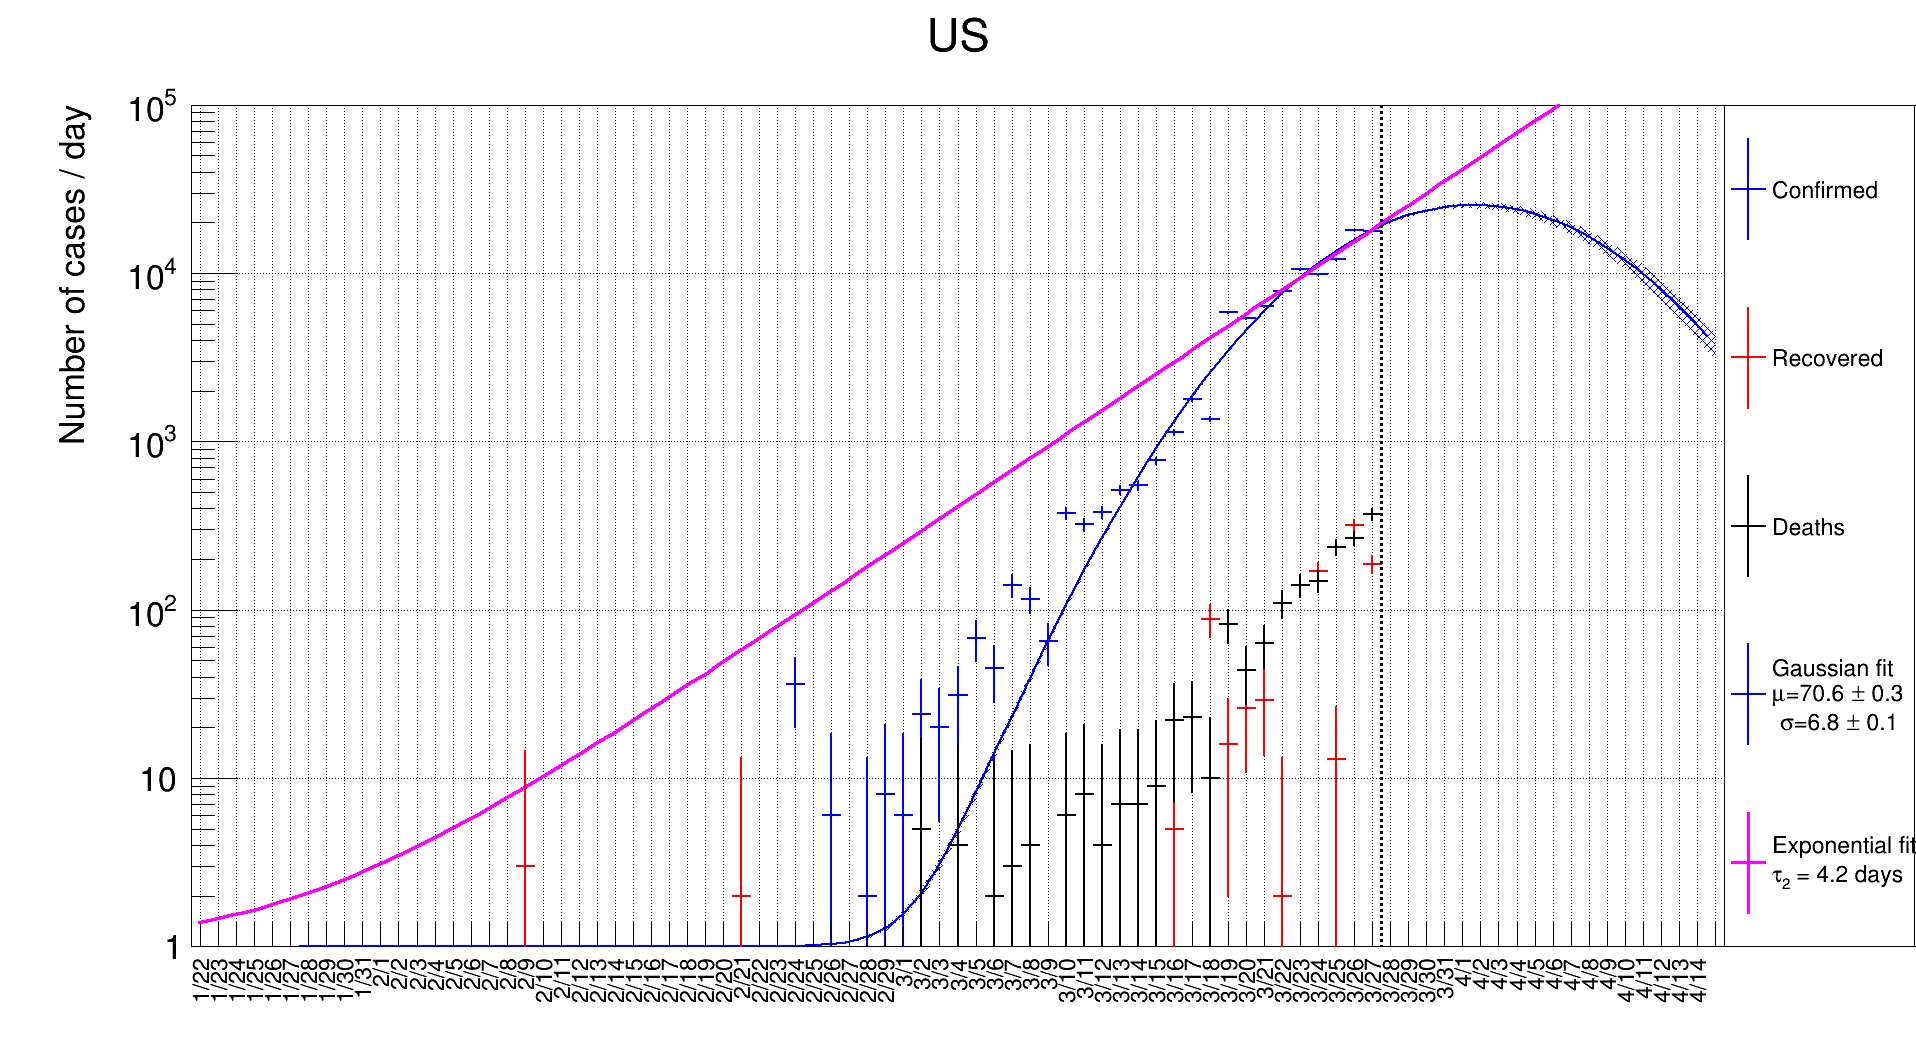 US
Number of cases / day
10^5
10^4
10^3
10^2
10
1
1/22 1/23 1/24 1/25 1/26 1/27 1/28 1/29 1/30 1/31 2/1 2/2 2/3 2/4 2/5 2/6 2/7 2/8 2/9 2/10 2/11 2/12 2/13 2/14 2/15 2/16 2/17 2/18 2/19 2/20 2/21 2/22 2/23 2/24 2/25 2/26 2/27 2/28 2/29 3/1 3/2 3/3 3/4 3/5 3/6 3/7 3/8 3/9 3/10 3/11 3/12 3/13 3/14 3/15 3/16 3/17 3/18 3/19 3/20 3/21 3/22 3/23 3/24 3/25 3/26 3/27 3/28 3/29 3/30 3/31 4/1 4/2 4/3 4/4 4/5 4/6 4/7 4/8 4/9 4/10 4/11 4/12 4/13 4/14
Confirmed
Recovered
Deaths
Gaussian fit
μ=70.6 ± 0.3
σ=6.8 ± 0.1
Exponential fit
τ₂ = 4.2 days